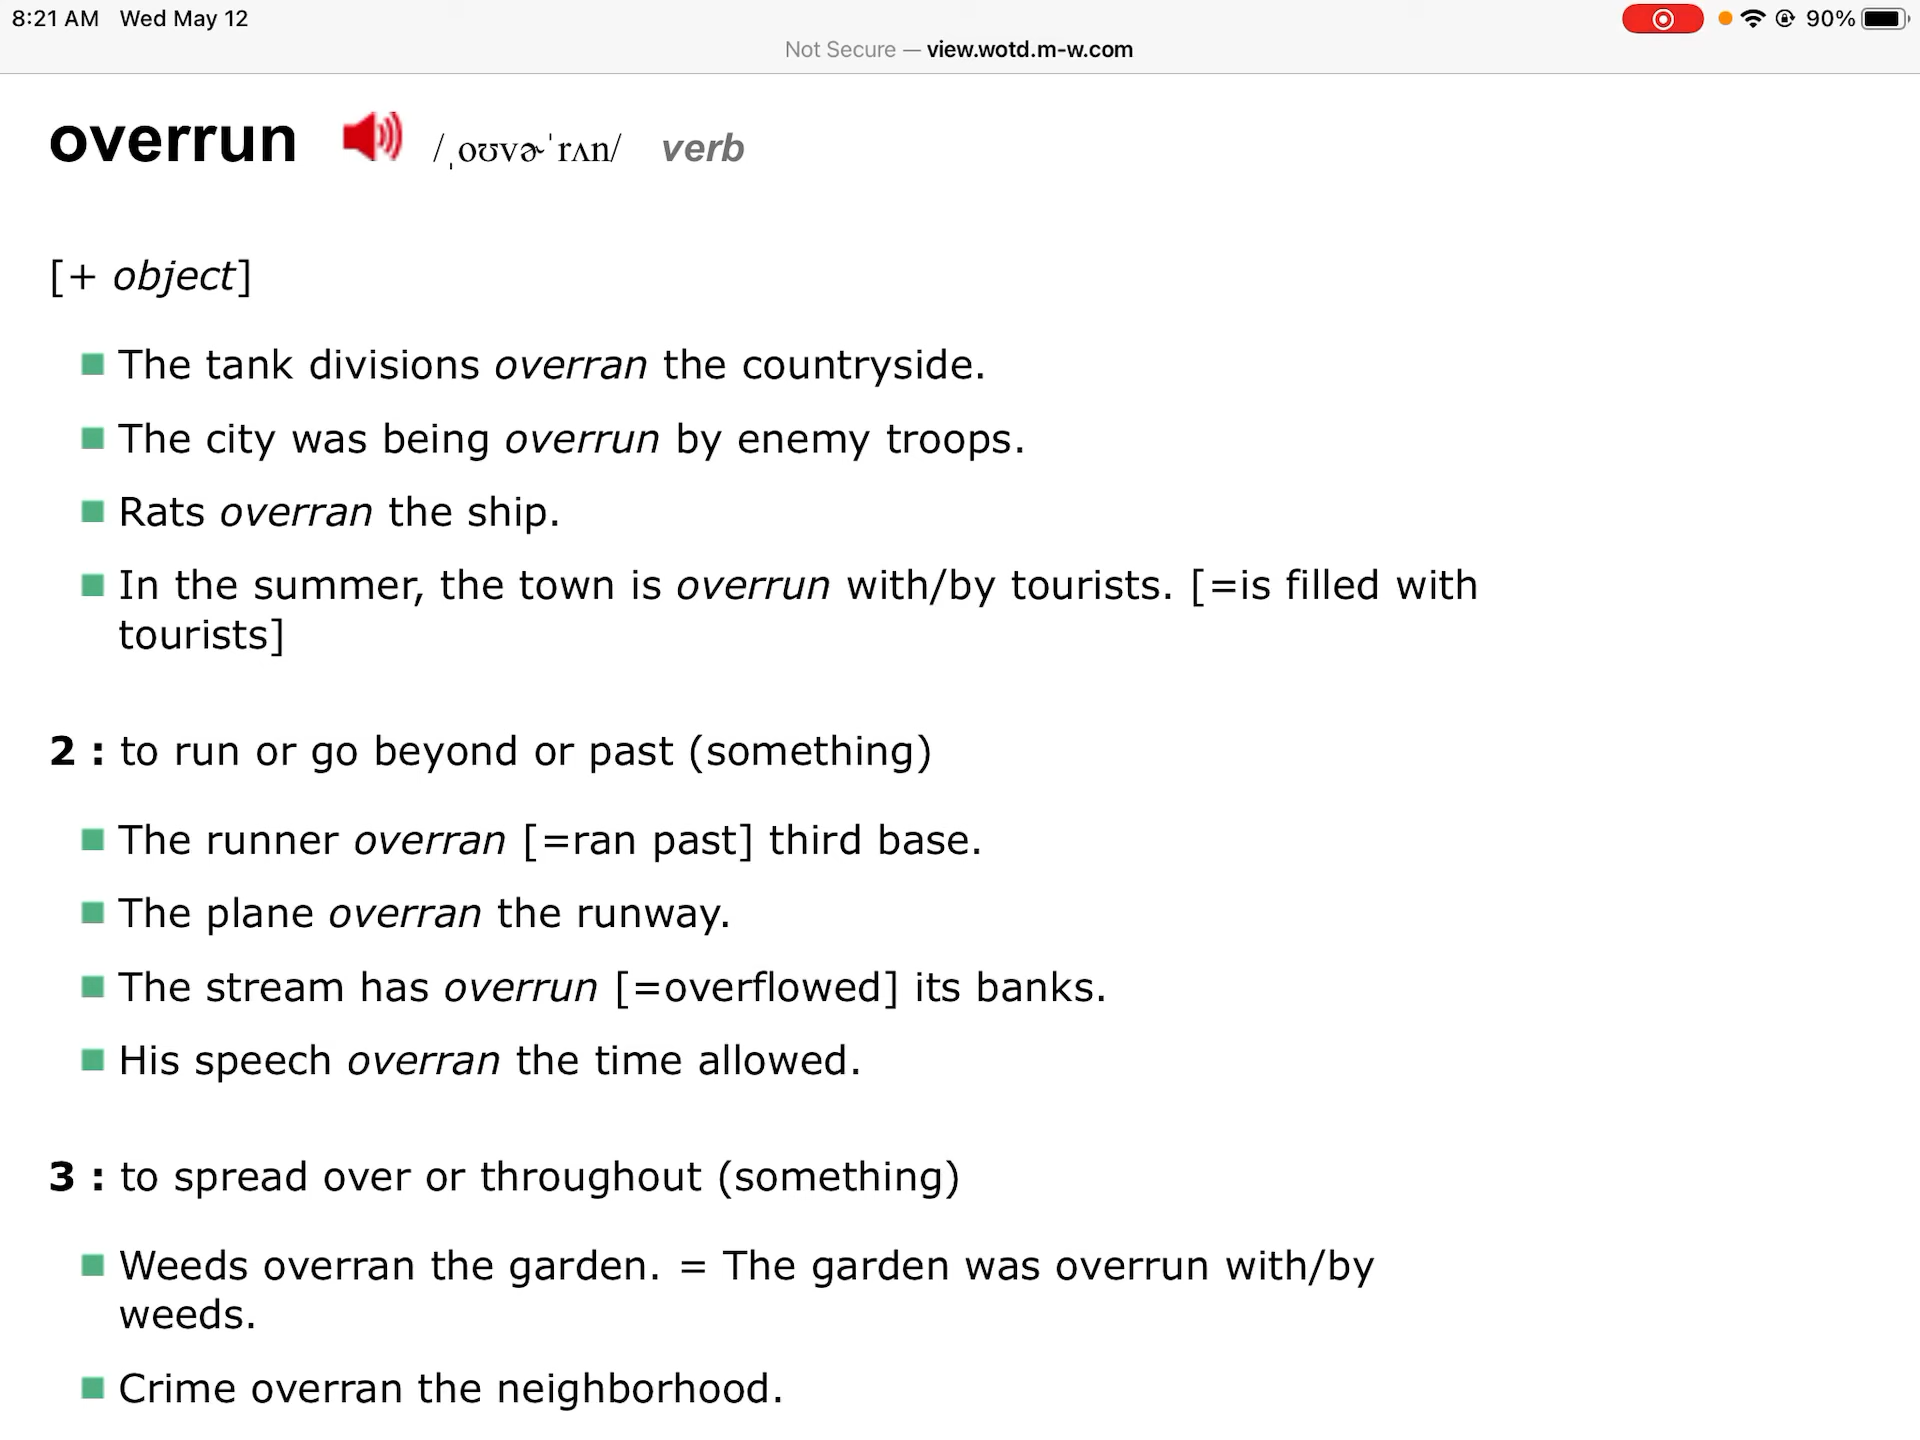 8:21 AM Wed May 12
90%
Not Secure — view.wotd.m-w.com
overrun /ˌoʊvɚˈrʌn/ verb
[+ object]
The tank divisions overran the countryside.
The city was being overrun by enemy troops.
Rats overran the ship.
In the summer, the town is overrun with/by tourists. [=is filled with
tourists]
2 : to run or go beyond or past (something)
The runner overran [=ran past] third base.
The plane overran the runway.
The stream has overrun [=overflowed] its banks.
His speech overran the time allowed.
3 : to spread over or throughout (something)
Weeds overran the garden. = The garden was overrun with/by
weeds.
Crime overran the neighborhood.